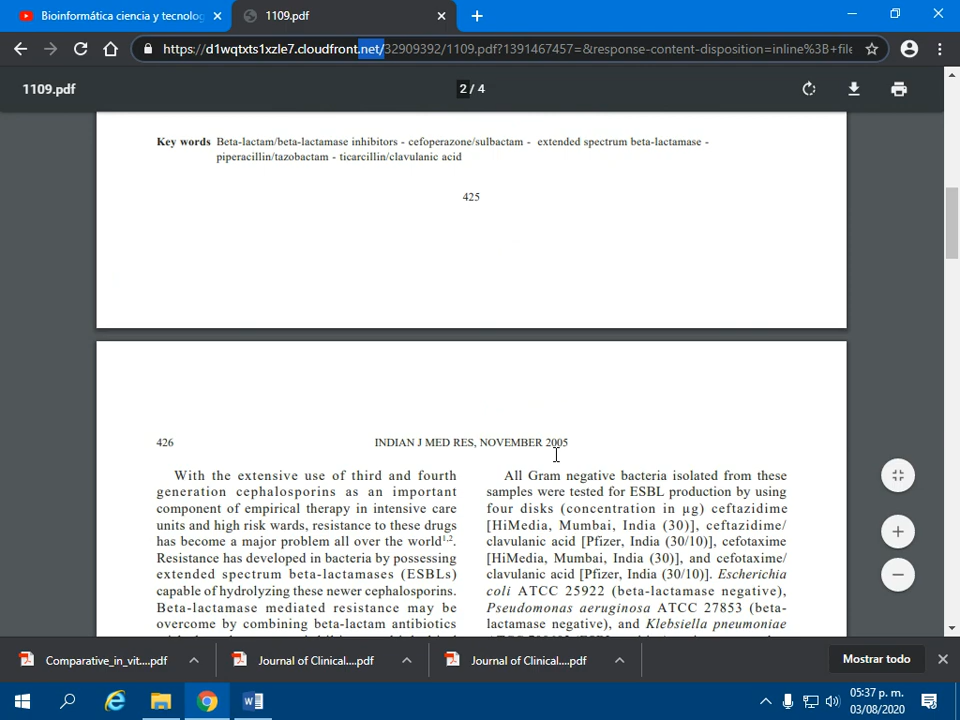 Bioinformática ciencia y tecnolog
1109.pdf
https://d1wqtxts1xzle7.cloudfront.net/32909392/1109.pdf?1391467457=&response-content-disposition=inline%3B+file
1109.pdf
2 / 4
Key words Beta-lactam/beta-lactamase inhibitors - cefoperazone/sulbactam - extended spectrum beta-lactamase -
piperacillin/tazobactam - ticarcillin/clavulanic acid
425
426
INDIAN J MED RES, NOVEMBER 2005
With the extensive use of third and fourth
generation cephalosporins as an important
component of empirical therapy in intensive care
units and high risk wards, resistance to these drugs
has become a major problem all over the world1,2.
Resistance has developed in bacteria by possessing
extended spectrum beta-lactamases (ESBLs)
capable of hydrolyzing these newer cephalosporins.
Beta-lactamase mediated resistance may be
overcome by combining beta-lactam antibiotics
All Gram negative bacteria isolated from these
samples were tested for ESBL production by using
four disks (concentration in µg) ceftazidime
[HiMedia, Mumbai, India (30)], ceftazidime/
clavulanic acid [Pfizer, India (30/10)], cefotaxime
[HiMedia, Mumbai, India (30)], and cefotaxime/
clavulanic acid [Pfizer, India (30/10)]. Escherichia
coli ATCC 25922 (beta-lactamase negative),
Pseudomonas aeruginosa ATCC 27853 (beta-
lactamase negative), and Klebsiella pneumoniae
Comparative_in_vit....pdf
Journal of Clinical....pdf
Journal of Clinical....pdf
Mostrar todo
05:37 p. m.
03/08/2020